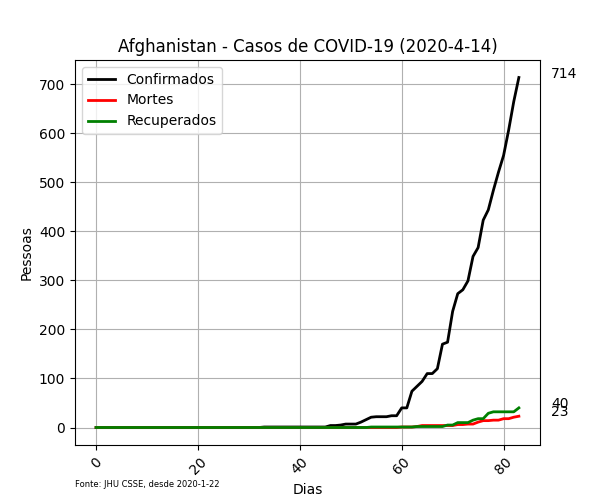 Afghanistan - Casos de COVID-19 (2020-4-14)
Confirmados
Mortes
Recuperados
714
40
23
700
600
500
400
300
200
100
0
Pessoas
0
20
40
60
80
Dias
Fonte: JHU CSSE, desde 2020-1-22